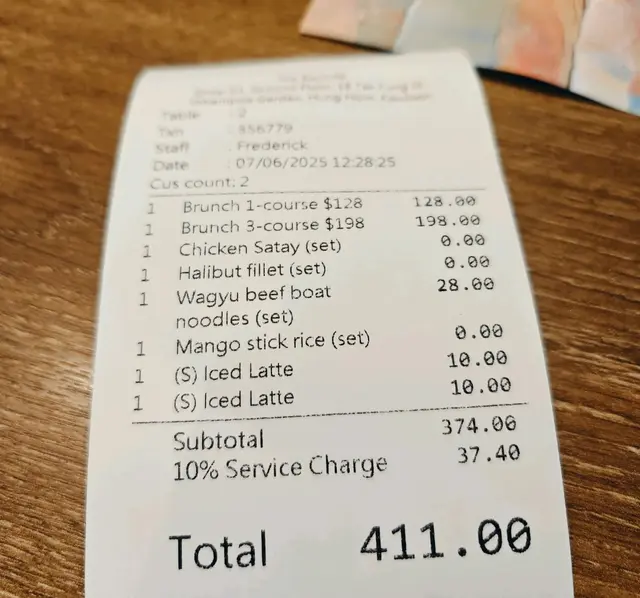 Table : 2
Txn : 356779
Staff : Frederick
Date : 07/06/2025 12:28:25
Cus count: 2
1 Brunch 1-course $128 128.00
1 Brunch 3-course $198 198.00
1 Chicken Satay (set) 0.00
1 Halibut fillet (set) 0.00
1 Wagyu beef boat 28.00
noodles (set)
1 Mango stick rice (set) 0.00
1 (S) Iced Latte 10.00
1 (S) Iced Latte 10.00
Subtotal 374.00
10% Service Charge 37.40
Total 411.00